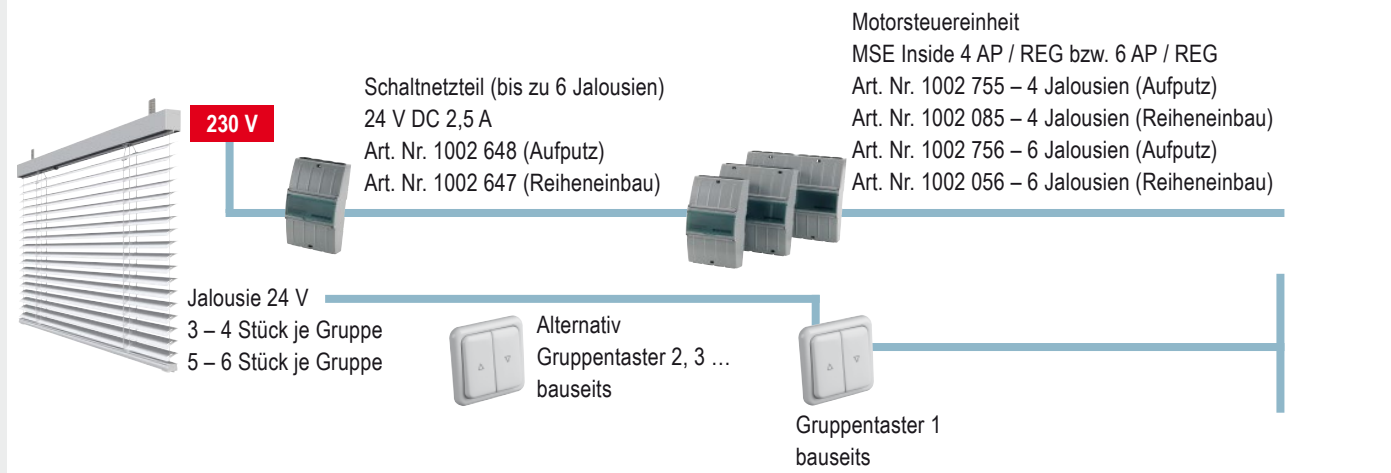 230 V
Schaltnetzteil (bis zu 6 Jalousien)
24 V DC 2,5 A
Art. Nr. 1002 648 (Aufputz)
Art. Nr. 1002 647 (Reiheneinbau)
Motorsteuereinheit
MSE Inside 4 AP / REG bzw. 6 AP / REG
Art. Nr. 1002 755 – 4 Jalousien (Aufputz)
Art. Nr. 1002 085 – 4 Jalousien (Reiheneinbau)
Art. Nr. 1002 756 – 6 Jalousien (Aufputz)
Art. Nr. 1002 056 – 6 Jalousien (Reiheneinbau)
Jalousie 24 V
3 – 4 Stück je Gruppe
5 – 6 Stück je Gruppe
Alternativ
Gruppentaster 2, 3 …
bauseits
Gruppentaster 1
bauseits